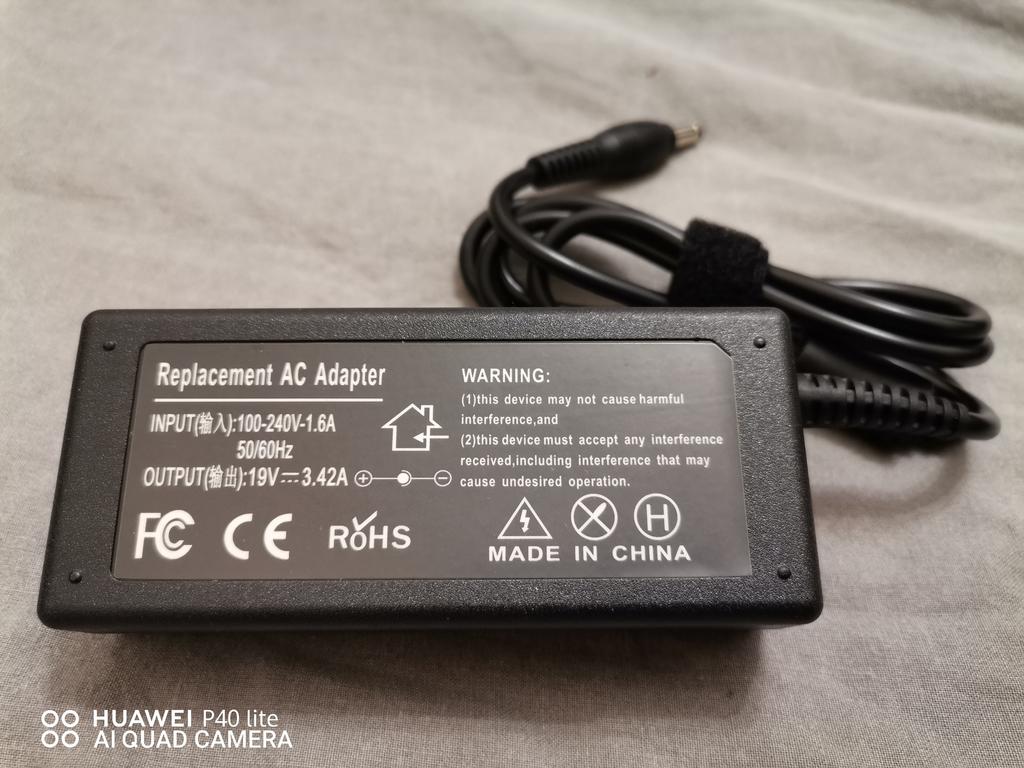 Replacement AC Adapter
INPUT(输入):100-240V-1.6A
50/60Hz
OUTPUT(输出):19V⎓3.42A
FC CE RoHS
WARNING:
(1)this device may not cause harmful
interference,and
(2)this device must accept any interference
received,including interference that may
cause undesired operation.
H
MADE IN CHINA
HUAWEI P40 lite
AI QUAD CAMERA